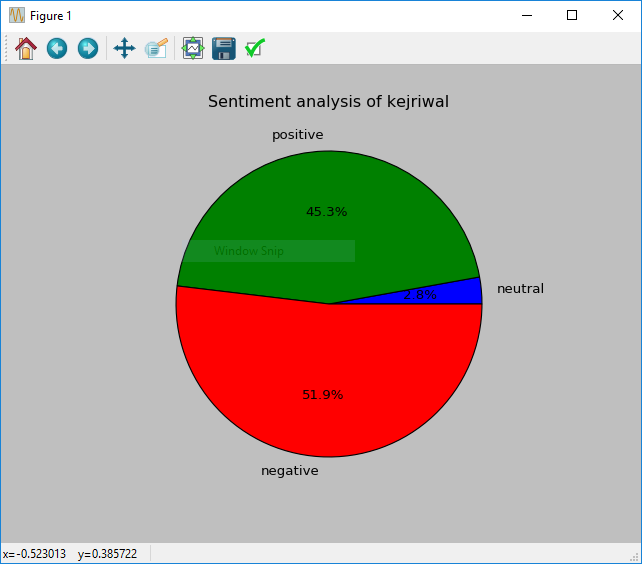 Figure 1
Sentiment analysis of kejriwal
positive
45.3%
Window Snip
neutral
2.8%
51.9%
negative
x=-0.523013 y=0.385722